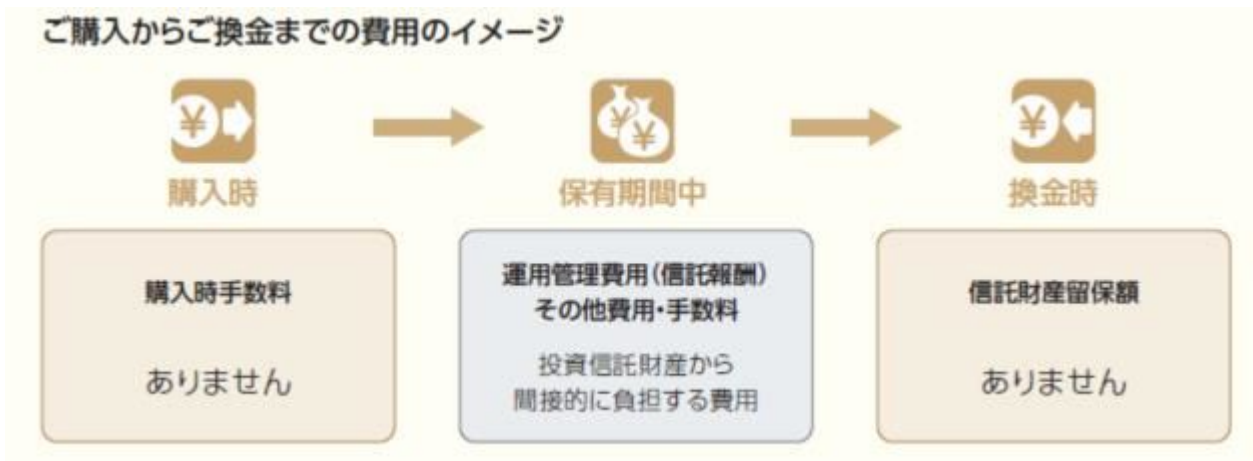 ご購入からご換金までの費用のイメージ
¥
¥¥
¥
購入時
保有期間中
換金時
購入時手数料
ありません
運用管理費用(信託報酬)
その他費用・手数料
投資信託財産から
間接的に負担する費用
信託財産留保額
ありません